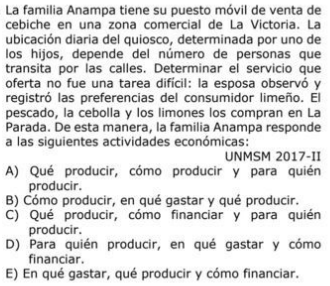 La familia Anampa tiene su puesto móvil de venta de
cebiche en una zona comercial de La Victoria. La
ubicación diaria del quiosco, determinada por uno de
los hijos, depende del número de personas que
transita por las calles. Determinar el servicio que
oferta no fue una tarea difícil: la esposa observó y
registró las preferencias del consumidor limeño. El
pescado, la cebolla y los limones los compran en La
Parada. De esta manera, la familia Anampa responde
a las siguientes actividades económicas:
UNMSM 2017-II
A) Qué producir, cómo producir y para quién
producir.
B) Cómo producir, en qué gastar y qué producir.
C) Qué producir, cómo financiar y para quién
producir.
D) Para quién producir, en qué gastar y cómo
financiar.
E) En qué gastar, qué producir y cómo financiar.